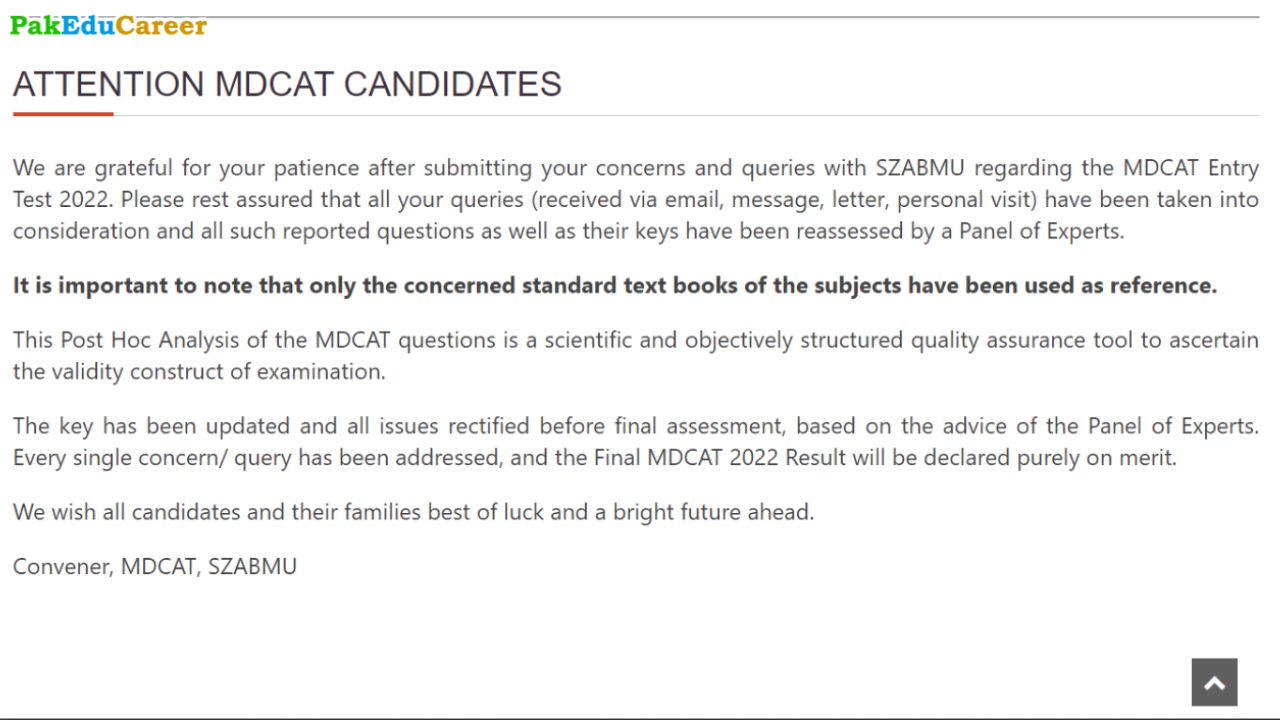 PakEduCareer
ATTENTION MDCAT CANDIDATES
We are grateful for your patience after submitting your concerns and queries with SZABMU regarding the MDCAT Entry
Test 2022. Please rest assured that all your queries (received via email, message, letter, personal visit) have been taken into
consideration and all such reported questions as well as their keys have been reassessed by a Panel of Experts.
It is important to note that only the concerned standard text books of the subjects have been used as reference.
This Post Hoc Analysis of the MDCAT questions is a scientific and objectively structured quality assurance tool to ascertain
the validity construct of examination.
The key has been updated and all issues rectified before final assessment, based on the advice of the Panel of Experts.
Every single concern/ query has been addressed, and the Final MDCAT 2022 Result will be declared purely on merit.
We wish all candidates and their families best of luck and a bright future ahead.
Convener, MDCAT, SZABMU